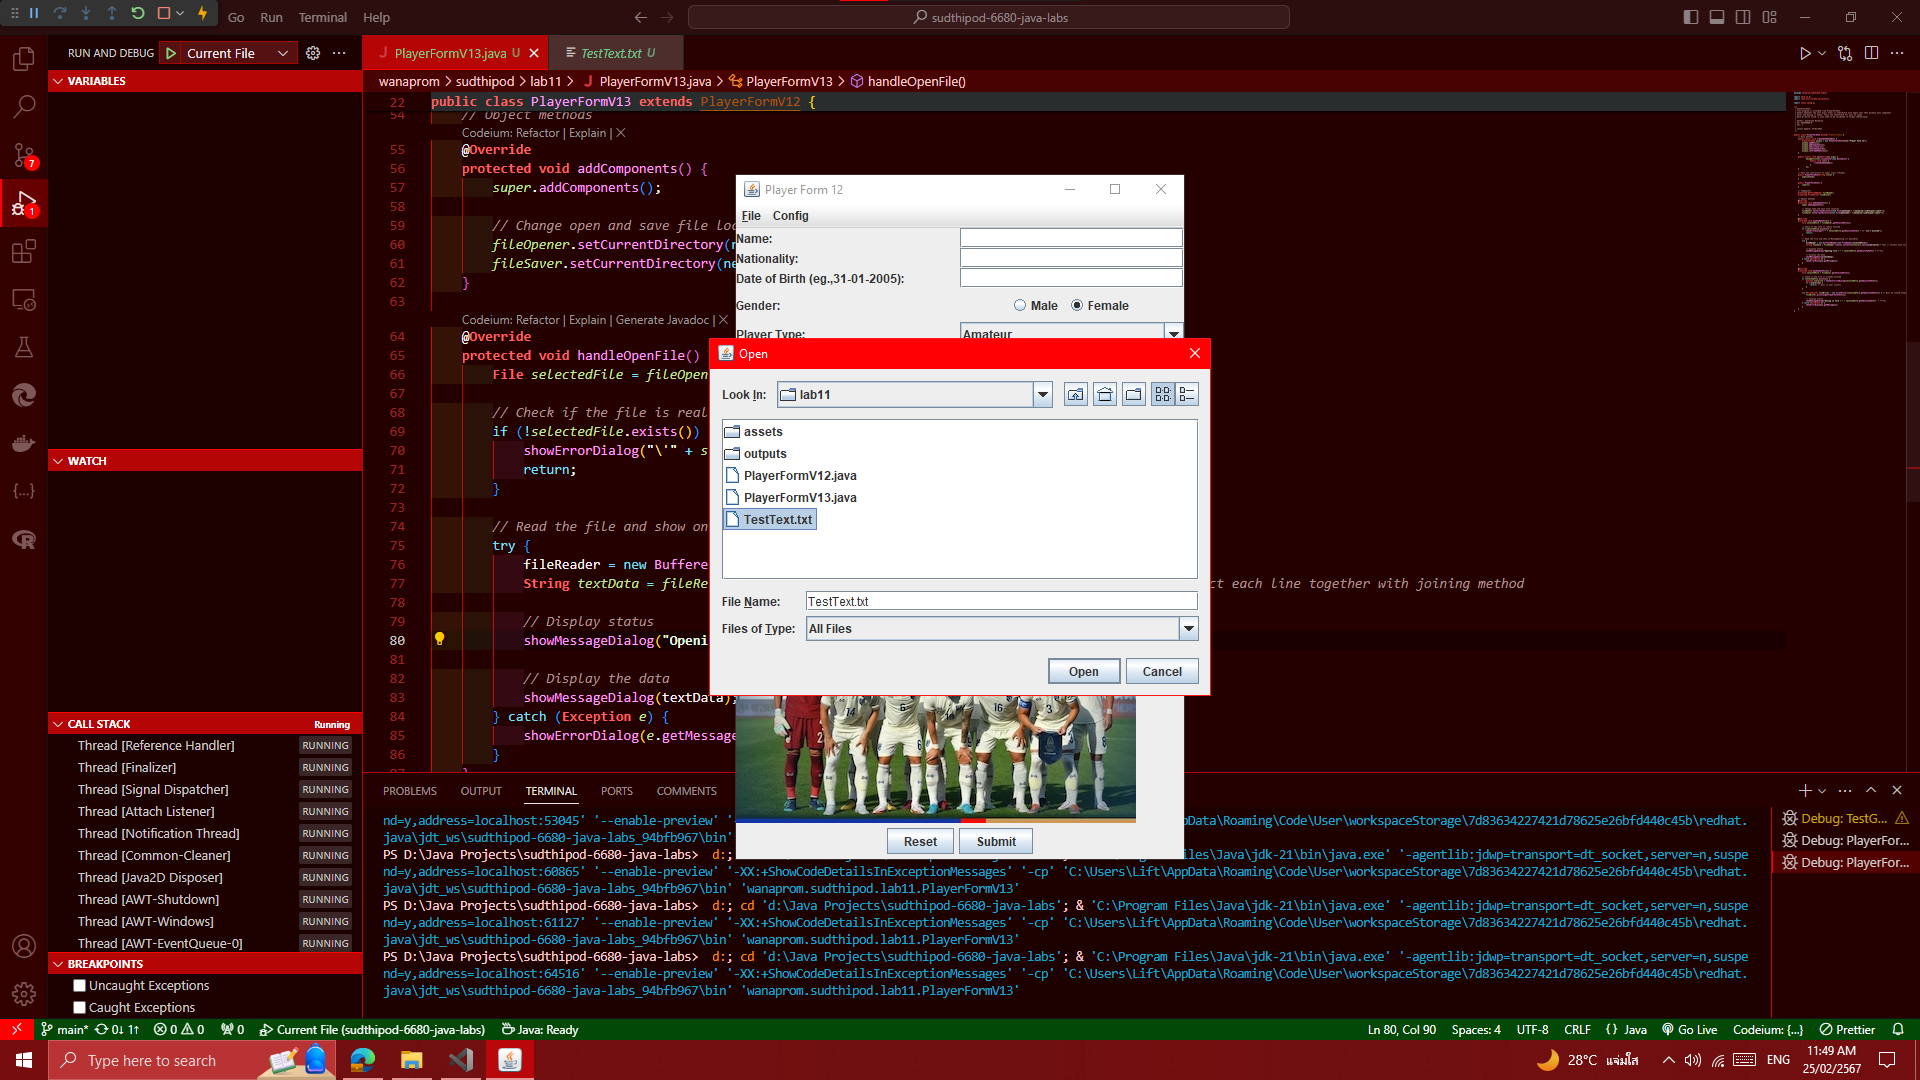 Go Run Terminal Help
sudthipod-6680-java-labs
RUN AND DEBUG Current File
VARIABLES
WATCH
CALL STACK Running
Thread [Reference Handler] RUNNING
Thread [Finalizer] RUNNING
Thread [Signal Dispatcher] RUNNING
Thread [Attach Listener] RUNNING
Thread [Notification Thread] RUNNING
Thread [Common-Cleaner] RUNNING
Thread [Java2D Disposer] RUNNING
Thread [AWT-Shutdown] RUNNING
Thread [AWT-Windows] RUNNING
Thread [AWT-EventQueue-0] RUNNING
BREAKPOINTS
Uncaught Exceptions
Caught Exceptions
7
1
PlayerFormV13.java U TestText.txt U
wanaprom > sudthipod > lab11 > PlayerFormV13.java > PlayerFormV13 > handleOpenFile()
22 public class PlayerFormV13 extends PlayerFormV12 {
54 // Object methods
Codeium: Refactor | Explain | X
55 @Override
56 protected void addComponents() {
57 super.addComponents();
58
59 // Change open and save file loc
60 fileOpener.setCurrentDirectory(n
61 fileSaver.setCurrentDirectory(ne
62 }
63
Codeium: Refactor | Explain | Generate Javadoc | X
64 @Override
65 protected void handleOpenFile()
66 File selectedFile = fileOpen
67
68 // Check if the file is real
69 if (!selectedFile.exists())
70 showErrorDialog("\'" + s
71 return;
72 }
73
74 // Read the file and show on
75 try {
76 fileReader = new Buffere
77 String textData = fileRe ct each line together with joining method
78
79 // Display status
80 showMessageDialog("Openi
81
82 // Display the data
83 showMessageDialog(textData);
84 } catch (Exception e) {
85 showErrorDialog(e.getMessage
86 }
Player Form 12
File Config
Name:
Nationality:
Date of Birth (eg.,31-01-2005):
Gender: Male Female
Player Type: Amateur
Open
Look In: lab11
assets
outputs
PlayerFormV12.java
PlayerFormV13.java
TestText.txt
File Name: TestText.txt
Files of Type: All Files
Open Cancel
14 9 16 3
Reset Submit
PROBLEMS OUTPUT TERMINAL PORTS COMMENTS
nd=y,address=localhost:53045' '--enable-preview' '- ppData\Roaming\Code\User\workspaceStorage\7d83634227421d78625e26bfd440c45b\redhat.
java\jdt_ws\sudthipod-6680-java-labs_94bfb967\bin'
PS D:\Java Projects\sudthipod-6680-java-labs> d:; iles\Java\jdk-21\bin\java.exe' '-agentlib:jdwp=transport=dt_socket,server=n,suspe
nd=y,address=localhost:60865' '--enable-preview' '-XX:+ShowCodeDetailsInExceptionMessages' '-cp' 'C:\Users\Lift\AppData\Roaming\Code\User\workspaceStorage\7d83634227421d78625e26bfd440c45b\redhat.
java\jdt_ws\sudthipod-6680-java-labs_94bfb967\bin' 'wanaprom.sudthipod.lab11.PlayerFormV13'
PS D:\Java Projects\sudthipod-6680-java-labs> d:; cd 'd:\Java Projects\sudthipod-6680-java-labs'; & 'C:\Program Files\Java\jdk-21\bin\java.exe' '-agentlib:jdwp=transport=dt_socket,server=n,suspe
nd=y,address=localhost:61127' '--enable-preview' '-XX:+ShowCodeDetailsInExceptionMessages' '-cp' 'C:\Users\Lift\AppData\Roaming\Code\User\workspaceStorage\7d83634227421d78625e26bfd440c45b\redhat.
java\jdt_ws\sudthipod-6680-java-labs_94bfb967\bin' 'wanaprom.sudthipod.lab11.PlayerFormV13'
PS D:\Java Projects\sudthipod-6680-java-labs> d:; cd 'd:\Java Projects\sudthipod-6680-java-labs'; & 'C:\Program Files\Java\jdk-21\bin\java.exe' '-agentlib:jdwp=transport=dt_socket,server=n,suspe
nd=y,address=localhost:64516' '--enable-preview' '-XX:+ShowCodeDetailsInExceptionMessages' '-cp' 'C:\Users\Lift\AppData\Roaming\Code\User\workspaceStorage\7d83634227421d78625e26bfd440c45b\redhat.
java\jdt_ws\sudthipod-6680-java-labs_94bfb967\bin' 'wanaprom.sudthipod.lab11.PlayerFormV13'
Debug: TestG...
Debug: PlayerFor...
Debug: PlayerFor...
main* 0↓ 1↑ 0 0 0 Current File (sudthipod-6680-java-labs) Java: Ready
Ln 80, Col 90 Spaces: 4 UTF-8 CRLF {} Java Go Live Codeium: {...} Prettier
Type here to search
28°C แจ่มใส ENG 11:49 AM
25/02/2567